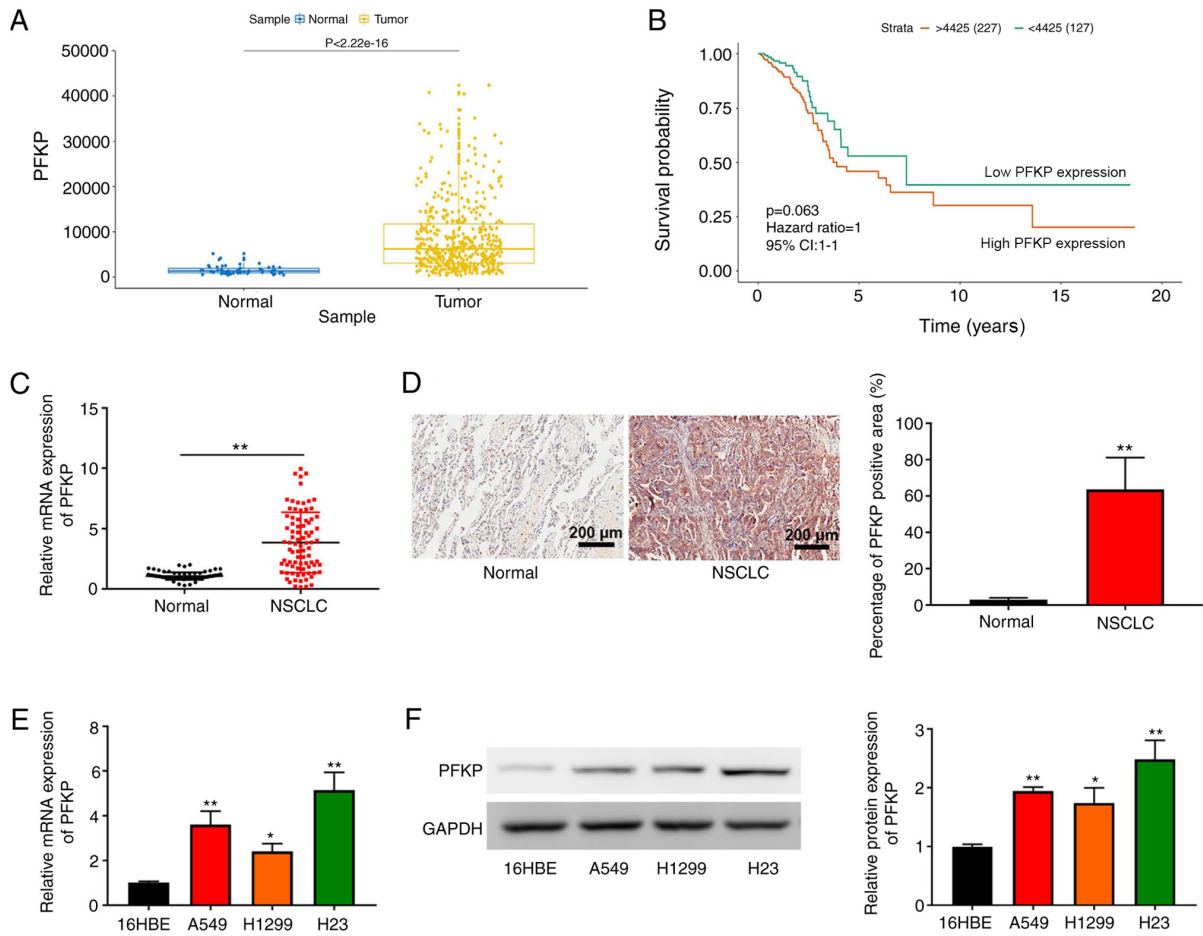 A
Sample Normal Tumor
P<2.22e-16
PFKP
50000
40000
30000
20000
10000
0
Normal
Tumor
Sample
B
Strata >4425 (227) <4425 (127)
Survival probability
1.00
0.75
0.50
0.25
0.00
Low PFKP expression
High PFKP expression
p=0.063
Hazard ratio=1
95% CI:1-1
0
5
10
15
20
Time (years)
C
Relative mRNA expression
of PFKP
15
10
5
0
**
Normal
NSCLC
D
200 µm
200 µm
Normal
NSCLC
Percentage of PFKP positive area (%)
100
80
60
40
20
0
**
Normal
NSCLC
E
Relative mRNA expression
of PFKP
8
6
4
2
0
**
*
**
16HBE
A549
H1299
H23
F
PFKP
GAPDH
16HBE
A549
H1299
H23
Relative protein expression
of PFKP
3
2
1
0
**
*
**
16HBE
A549
H1299
H23